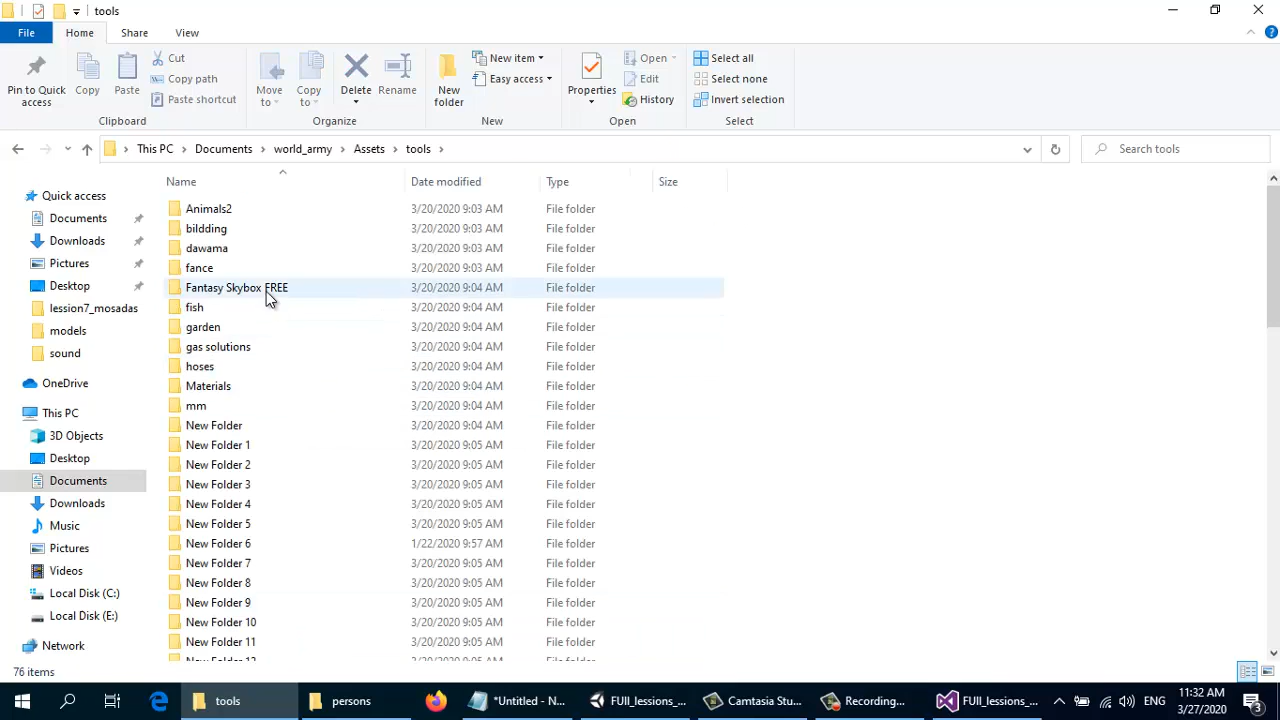 tools
File Home Share View
Pin to Quick access
Copy
Paste
Cut
Copy path
Paste shortcut
Clipboard
Move to
Copy to
Delete
Rename
Organize
New folder
New item
Easy access
New
Properties
Open
Edit
History
Open
Select all
Select none
Invert selection
Select
This PC Documents world_army Assets tools
Search tools
Name Date modified Type Size
Quick access
Documents
Downloads
Pictures
Desktop
lession7_mosadas
models
sound
OneDrive
This PC
3D Objects
Desktop
Documents
Downloads
Music
Pictures
Videos
Local Disk (C:)
Local Disk (E:)
Network
Animals2 3/20/2020 9:03 AM File folder
bildding 3/20/2020 9:03 AM File folder
dawama 3/20/2020 9:03 AM File folder
fance 3/20/2020 9:03 AM File folder
Fantasy Skybox FREE 3/20/2020 9:04 AM File folder
fish 3/20/2020 9:04 AM File folder
garden 3/20/2020 9:04 AM File folder
gas solutions 3/20/2020 9:04 AM File folder
hoses 3/20/2020 9:04 AM File folder
Materials 3/20/2020 9:04 AM File folder
mm 3/20/2020 9:04 AM File folder
New Folder 3/20/2020 9:04 AM File folder
New Folder 1 3/20/2020 9:05 AM File folder
New Folder 2 3/20/2020 9:05 AM File folder
New Folder 3 3/20/2020 9:05 AM File folder
New Folder 4 3/20/2020 9:05 AM File folder
New Folder 5 3/20/2020 9:05 AM File folder
New Folder 6 1/22/2020 9:57 AM File folder
New Folder 7 3/20/2020 9:05 AM File folder
New Folder 8 3/20/2020 9:05 AM File folder
New Folder 9 3/20/2020 9:05 AM File folder
New Folder 10 3/20/2020 9:05 AM File folder
New Folder 11 3/20/2020 9:05 AM File folder
76 items
tools
persons
*Untitled - N...
FUll_lessions_...
Camtasia Stu...
Recording...
FUll_lessions_...
ENG
11:32 AM
3/27/2020
3